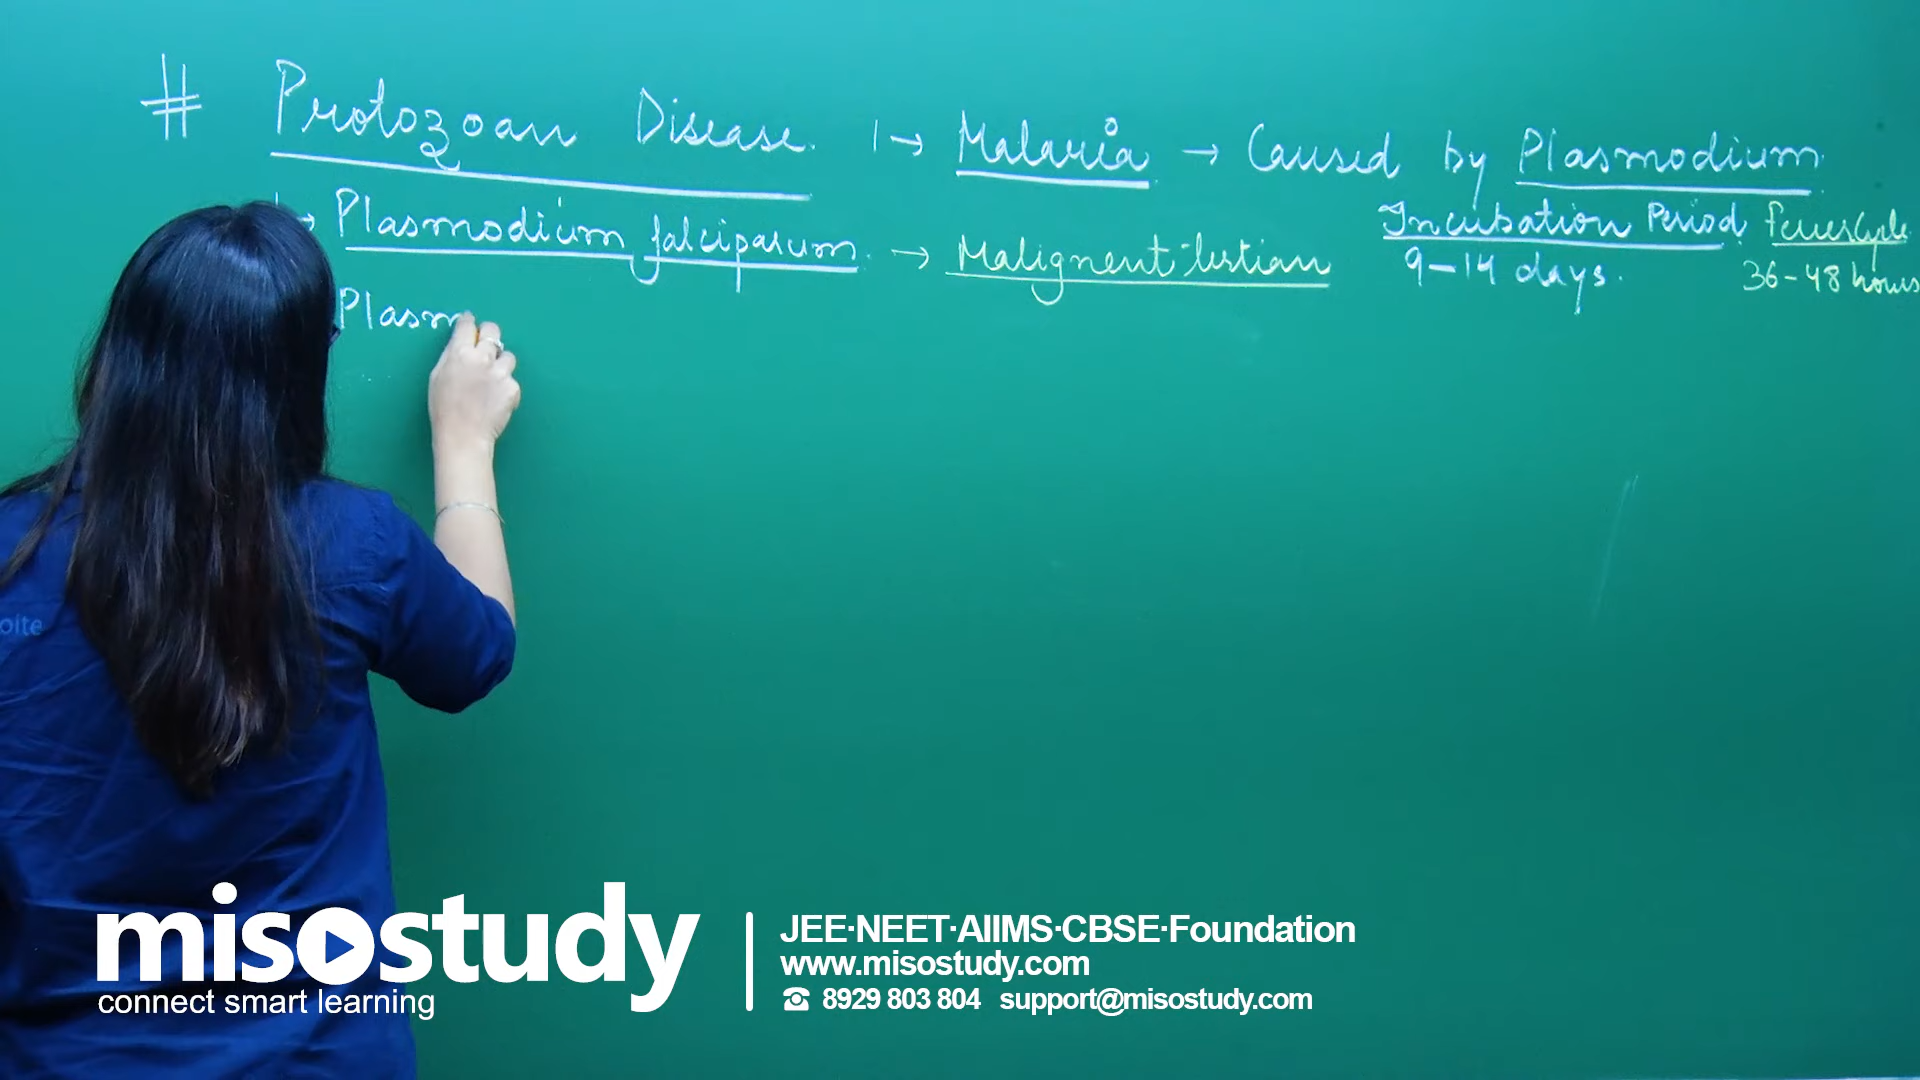 # Protozoan Disease. 1→ Malaria → Caused by Plasmodium.
→ Plasmodium falciparum. → Malignent tertian
Incubation Period. Fever Cycle
9-14 days. 36-48 hours
Plasm
oite
misostudy
connect smart learning
JEE·NEET·AIIMS·CBSE·Foundation
www.misostudy.com
☎ 8929 803 804 support@misostudy.com